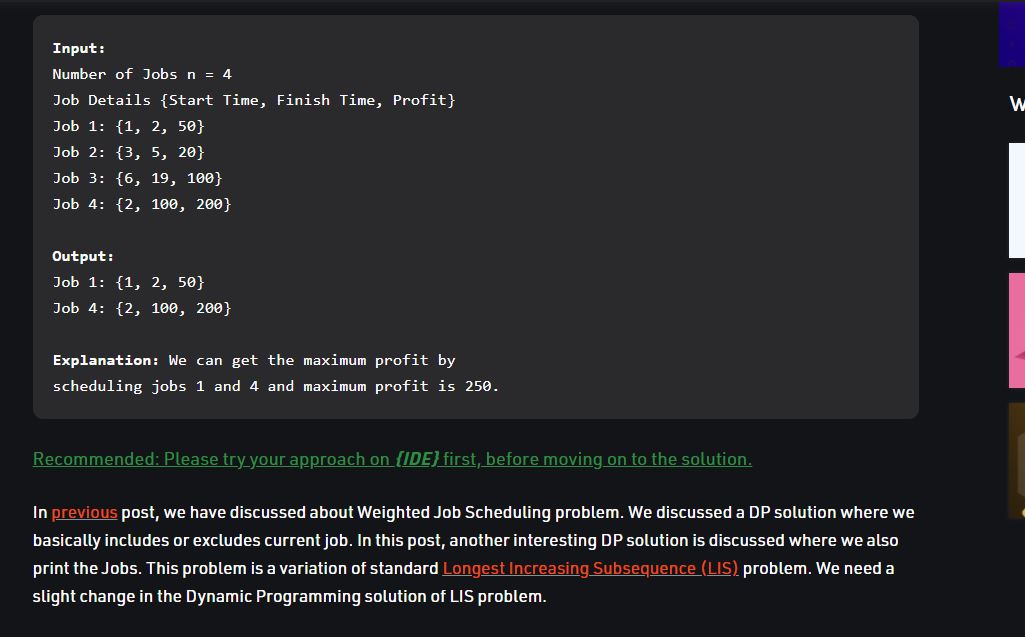 Input:
Number of Jobs n = 4
Job Details {Start Time, Finish Time, Profit}
Job 1: {1, 2, 50}
Job 2: {3, 5, 20}
Job 3: {6, 19, 100}
Job 4: {2, 100, 200}
Output:
Job 1: {1, 2, 50}
Job 4: {2, 100, 200}
Explanation: We can get the maximum profit by
scheduling jobs 1 and 4 and maximum profit is 250.
Recommended: Please try your approach on {IDE} first, before moving on to the solution.
In previous post, we have discussed about Weighted Job Scheduling problem. We discussed a DP solution where we
basically includes or excludes current job. In this post, another interesting DP solution is discussed where we also
print the Jobs. This problem is a variation of standard Longest Increasing Subsequence (LIS) problem. We need a
slight change in the Dynamic Programming solution of LIS problem.